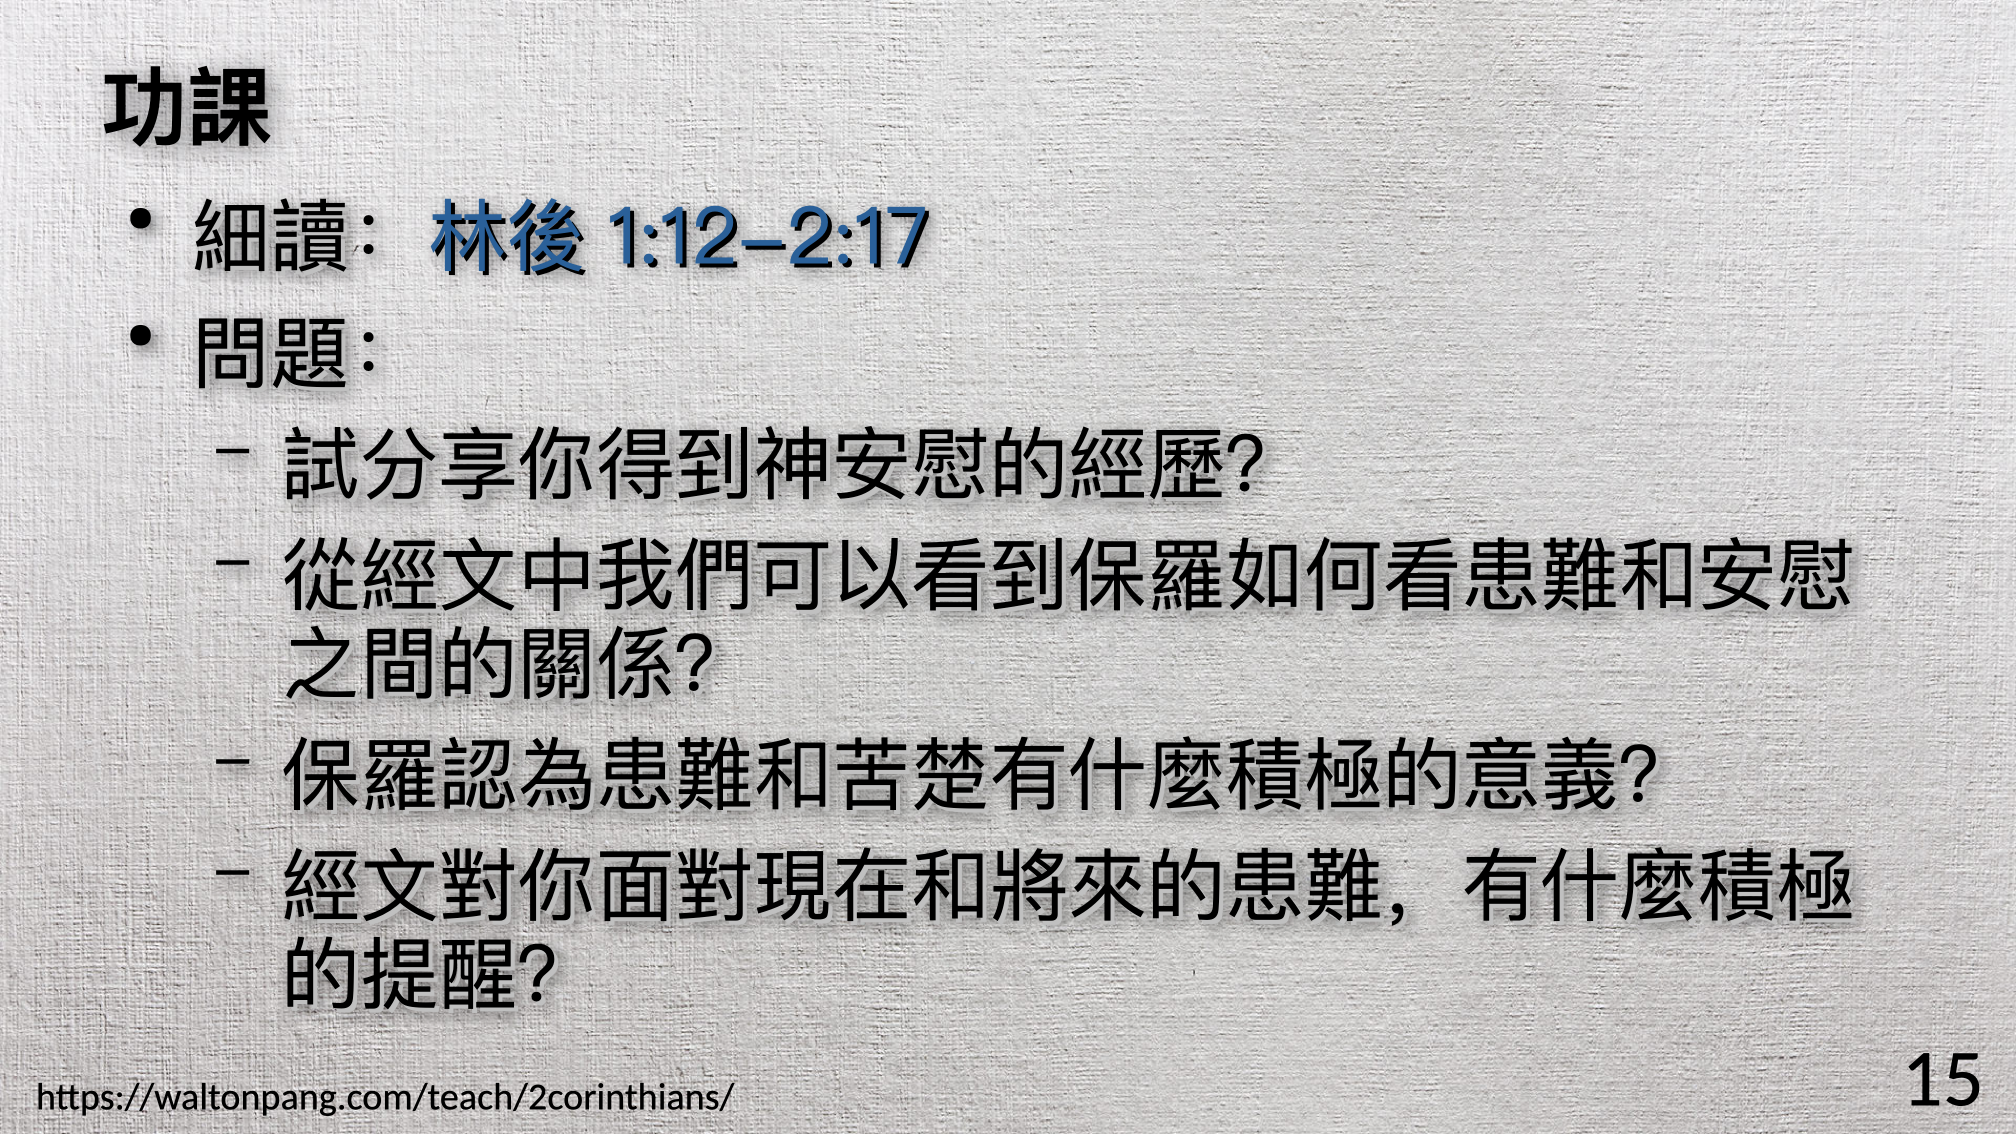 功課
• 細讀： 林後 1:12–2:17
• 問題：
– 試分享你得到神安慰的經歷？
– 從經文中我們可以看到保羅如何看患難和安慰
之間的關係？
– 保羅認為患難和苦楚有什麼積極的意義？
– 經文對你面對現在和將來的患難，有什麼積極
的提醒？
https://waltonpang.com/teach/2corinthians/
15